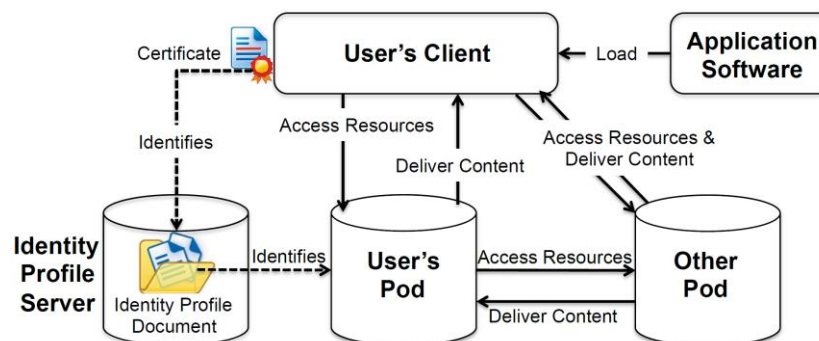 Certificate
User's Client
Load
Application
Software
Access Resources
Deliver Content
Access Resources &
Deliver Content
Identifies
Identity
Profile
Server
Identity Profile
Document
Identifies
User's
Pod
Access Resources
Deliver Content
Other
Pod